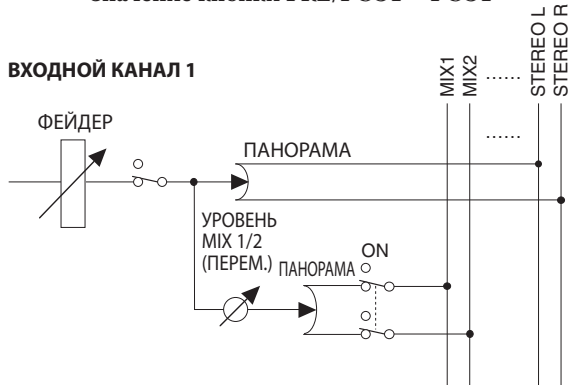 ВХОДНОЙ КАНАЛ 1
MIX1
MIX2
......
STEREO L
STEREO R
......
ФЕЙДЕР
ПАНОРАМА
УРОВЕНЬ
MIX 1/2
(ПЕРЕМ.)
ПАНОРАМА
ON